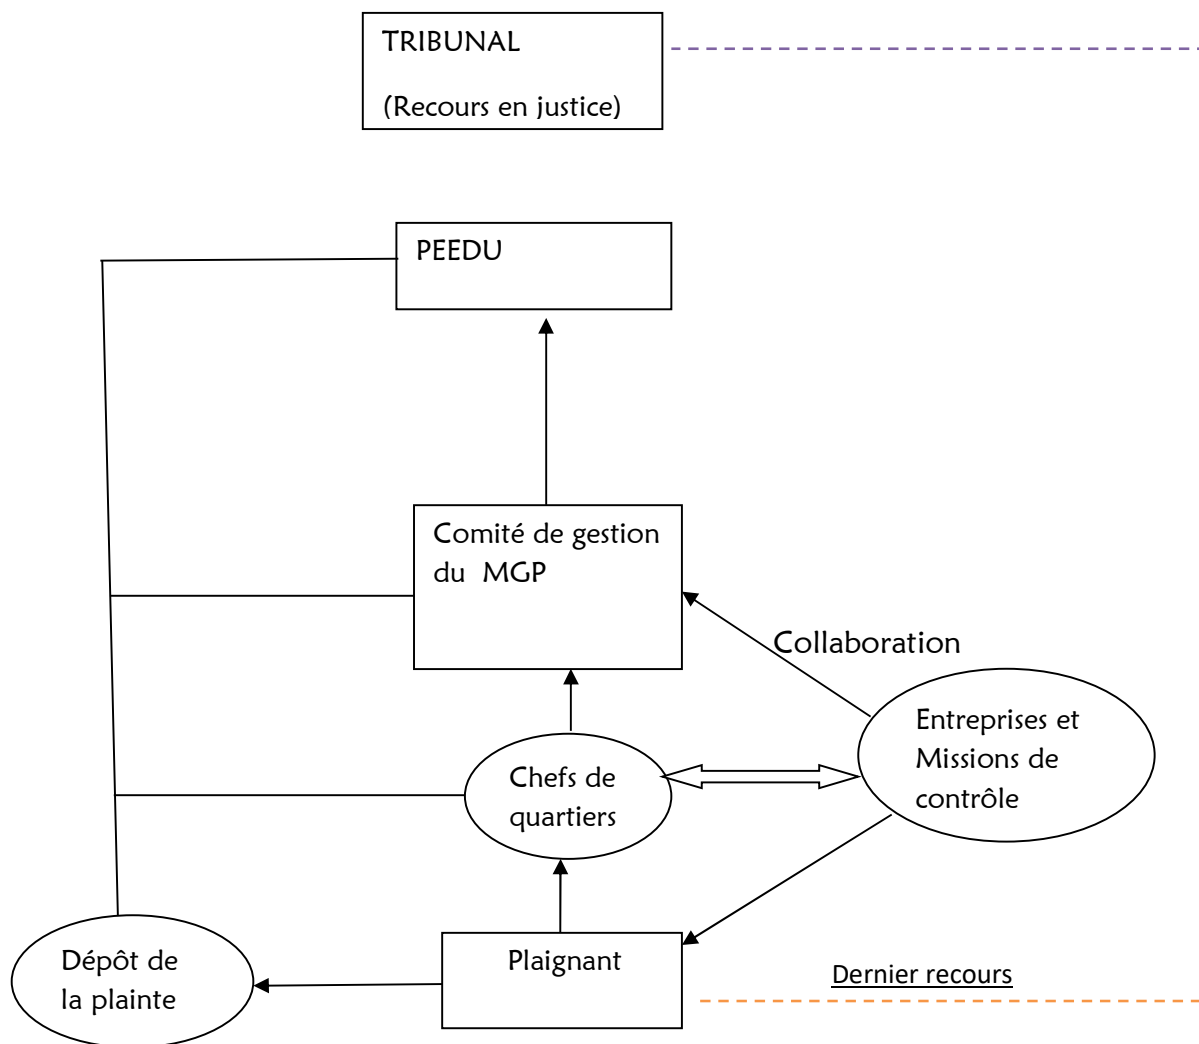 TRIBUNAL
(Recours en justice)
PEEDU
Comité de gestion
du MGP
Collaboration
Entreprises et
Missions de
contrôle
Chefs de
quartiers
Plaignant
Dépôt de
la plainte
Dernier recours